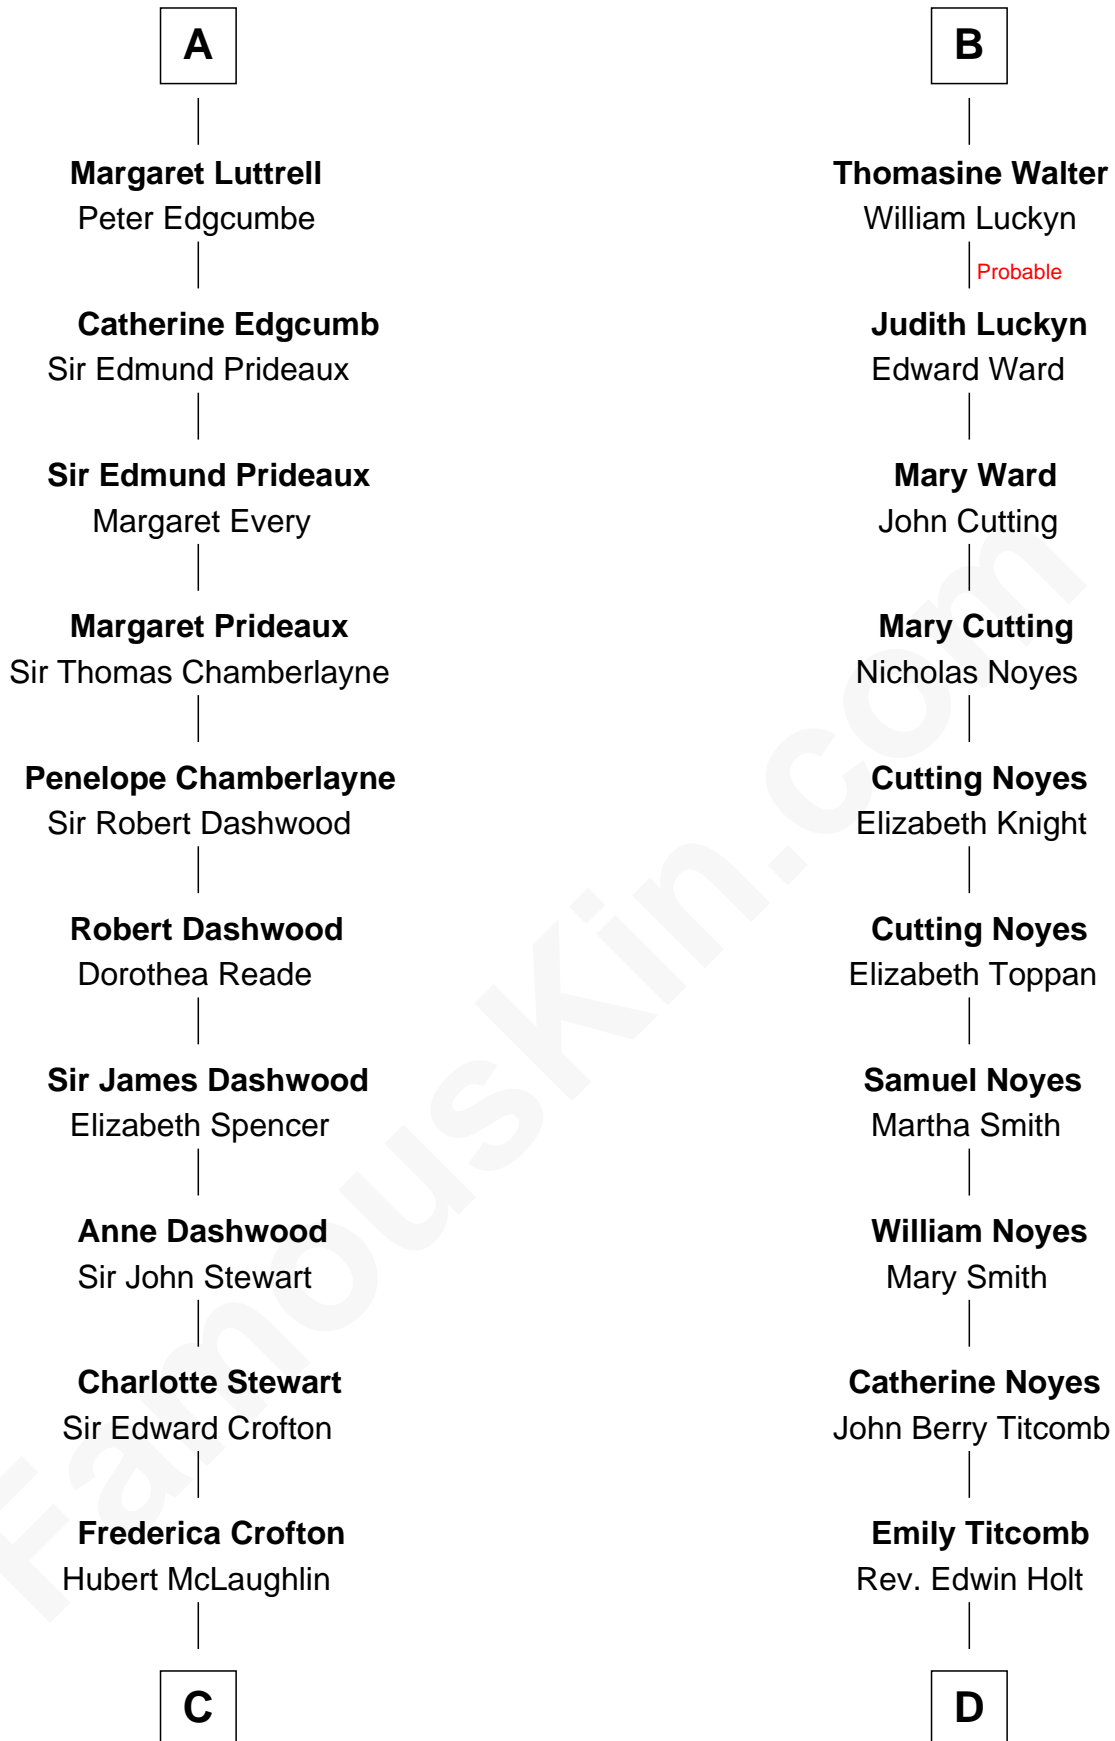 A
Margaret Luttrell
Peter Edgcumbe
Catherine Edgcumb
Sir Edmund Prideaux
Sir Edmund Prideaux
Margaret Every
Margaret Prideaux
Sir Thomas Chamberlayne
Penelope Chamberlayne
Sir Robert Dashwood
Robert Dashwood
Dorothea Reade
Sir James Dashwood
Elizabeth Spencer
Anne Dashwood
Sir John Stewart
Charlotte Stewart
Sir Edward Crofton
Frederica Crofton
Hubert McLaughlin
C
B
Thomasine Walter
William Luckyn
Probable
Judith Luckyn
Edward Ward
Mary Ward
John Cutting
Mary Cutting
Nicholas Noyes
Cutting Noyes
Elizabeth Knight
Cutting Noyes
Elizabeth Toppan
Samuel Noyes
Martha Smith
William Noyes
Mary Smith
Catherine Noyes
John Berry Titcomb
Emily Titcomb
Rev. Edwin Holt
D
FamousKin.com